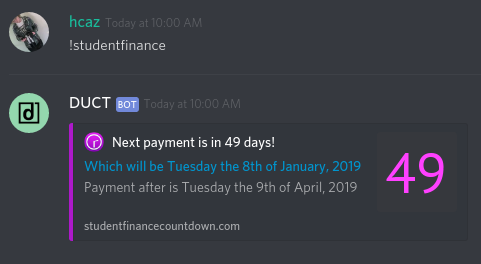 hcaz Today at 10:00 AM
!studentfinance
DUCT BOT Today at 10:00 AM
Next payment is in 49 days!
Which will be Tuesday the 8th of January, 2019
Payment after is Tuesday the 9th of April, 2019
49
studentfinancecountdown.com